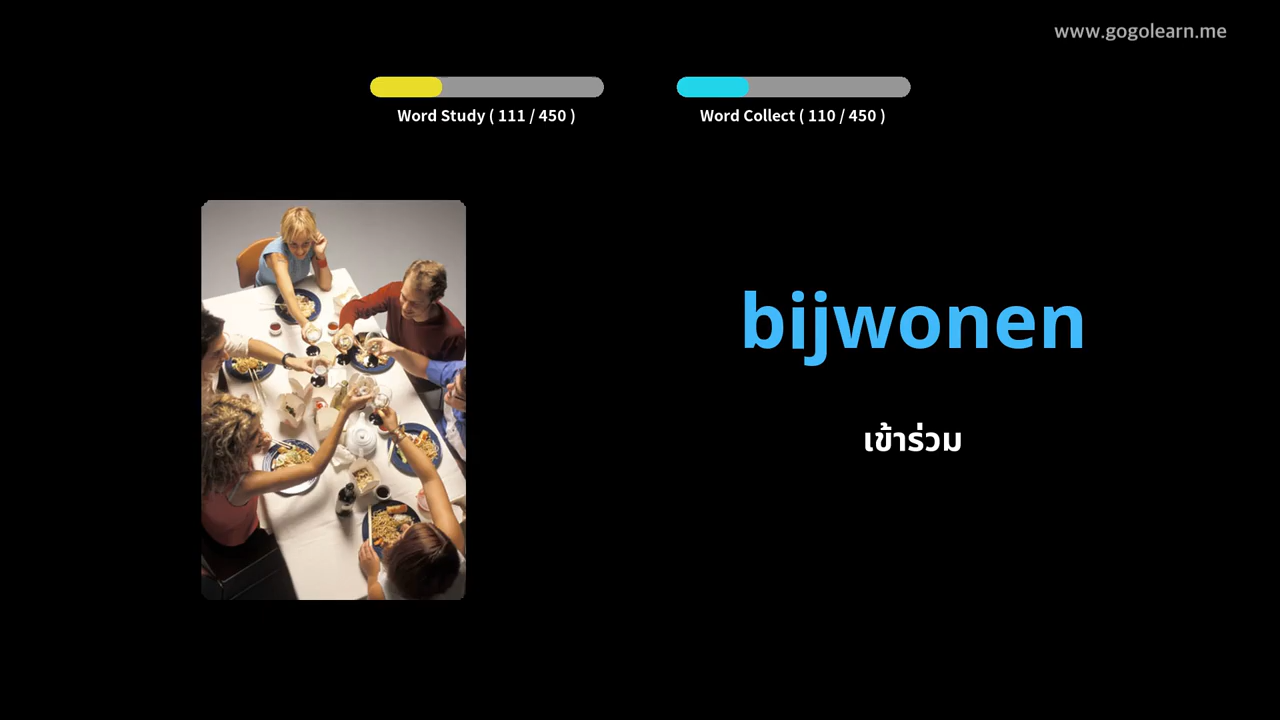 www.gogolearn.me
Word Study ( 111 / 450 )
Word Collect ( 110 / 450 )
bijwonen
เข้าร่วม